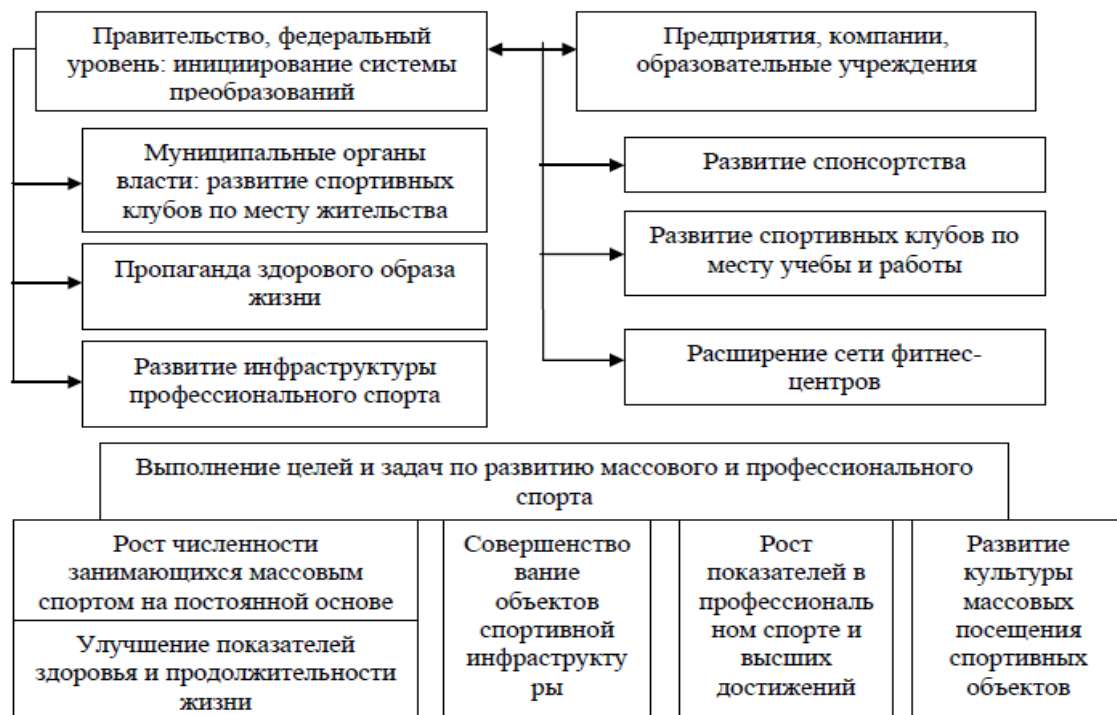 Правительство, федеральный
уровень: инициирование системы
преобразований
Предприятия, компании,
образовательные учреждения
Муниципальные органы
власти: развитие спортивных
клубов по месту жительства
Пропаганда здорового образа
жизни
Развитие инфраструктуры
профессионального спорта
Развитие спонсортства
Развитие спортивных клубов по
месту учебы и работы
Расширение сети фитнес-
центров
Выполнение целей и задач по развитию массового и профессионального
спорта
Рост численности
занимающихся массовым
спортом на постоянной основе
Улучшение показателей
здоровья и продолжительности
жизни
Совершенство
вание
объектов
спортивной
инфраструкту
ры
Рост
показателей в
профессиональ
ном спорте и
высших
достижений
Развитие
культуры
массовых
посещения
спортивных
объектов